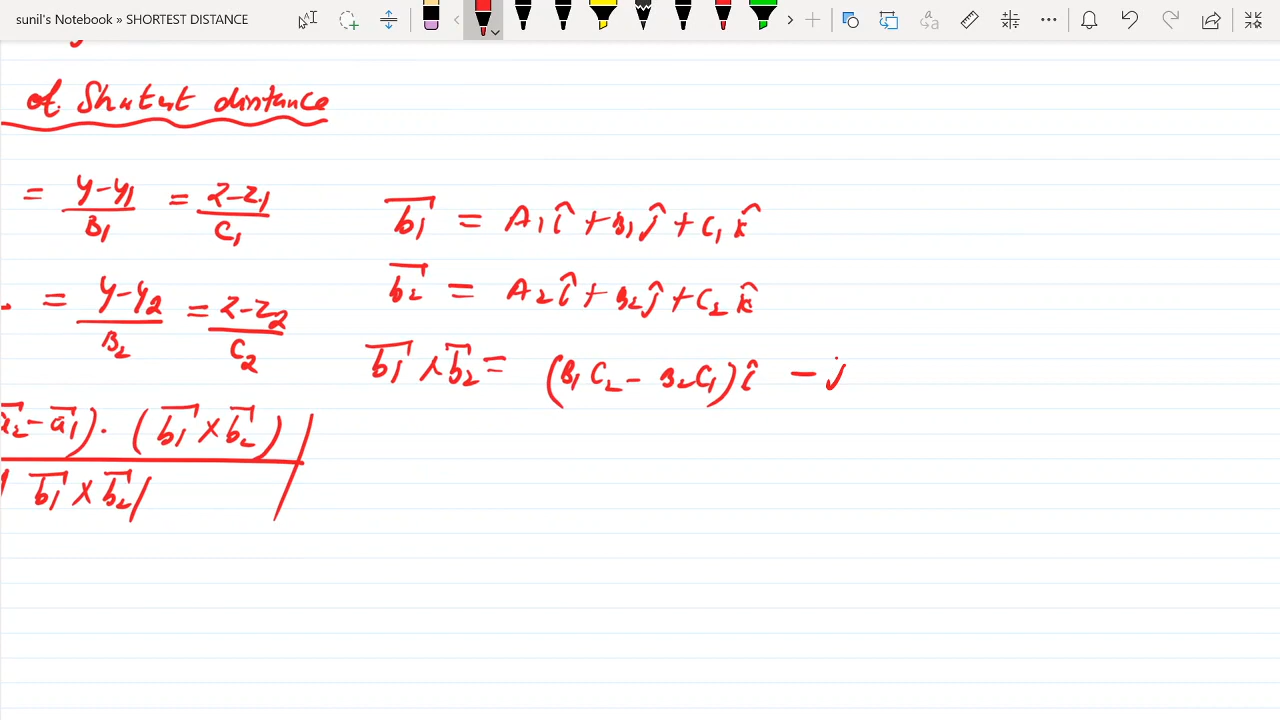 sunil's Notebook » SHORTEST DISTANCE
of Shortest distance
= y-y₁/B₁ = z-z₁/C₁
b₁⃗ = A₁î + B₁ĵ + C₁k̂
= y-y₂/B₂ = z-z₂/C₂
b₂⃗ = A₂î + B₂ĵ + C₂k̂
b₁⃗ × b₂⃗ = (B₁C₂ - B₂C₁)î - j
a₂⃗ - a₁⃗) · (b₁⃗ × b₂⃗) |
| b₁⃗ × b₂⃗ | |